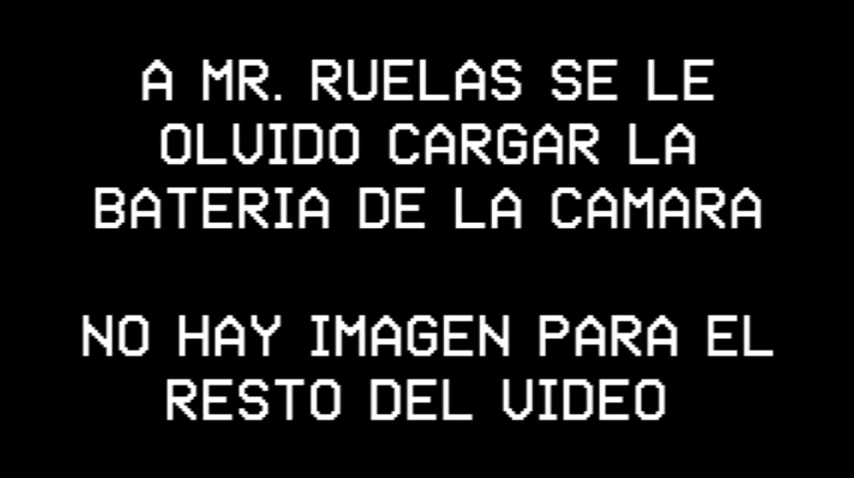 A MR. RUELAS SE LE
OLVIDO CARGAR LA
BATERIA DE LA CAMARA
NO HAY IMAGEN PARA EL
RESTO DEL VIDEO